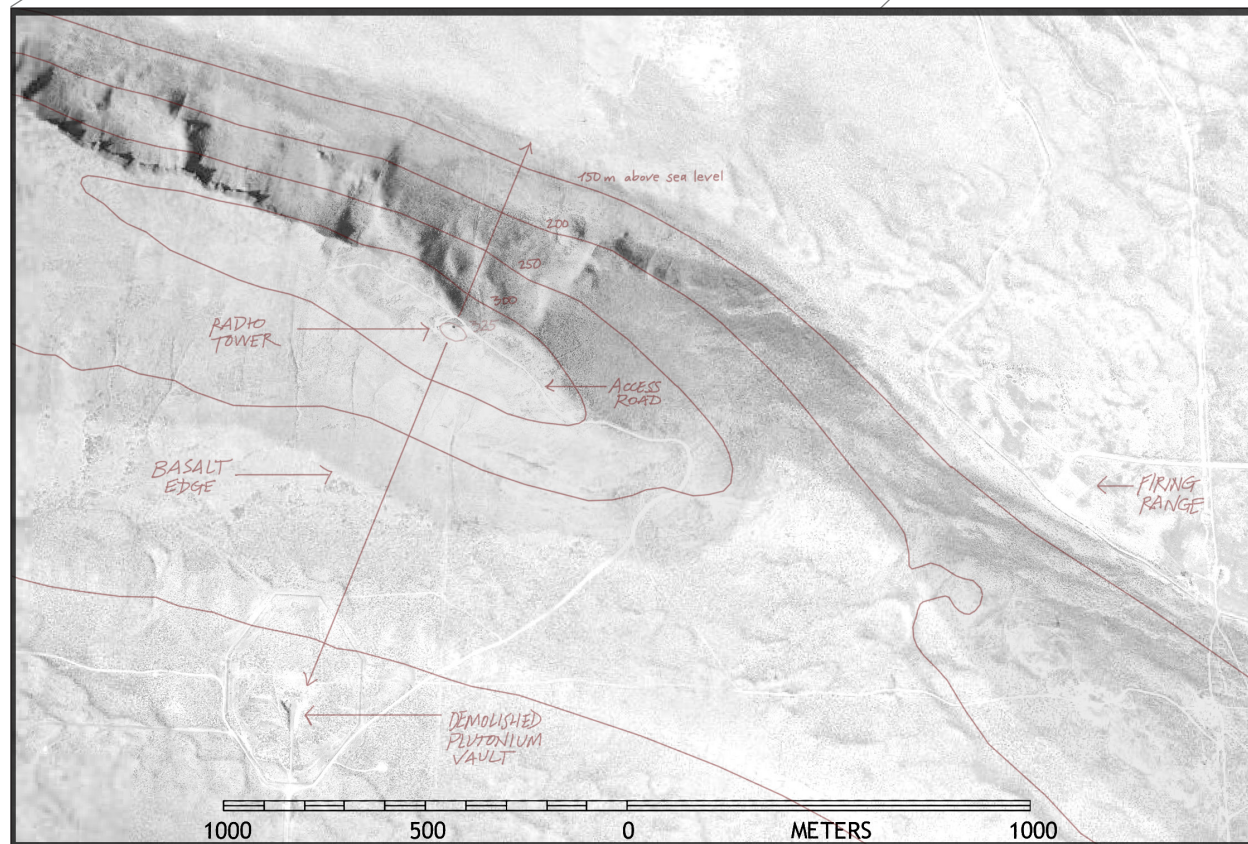 150 m above sea level
200
250
300
325
RADIO
TOWER
ACCESS
ROAD
BASALT
EDGE
FIRING
RANGE
DEMOLISHED
PLUTONIUM
VAULT
1000 500 0 METERS 1000